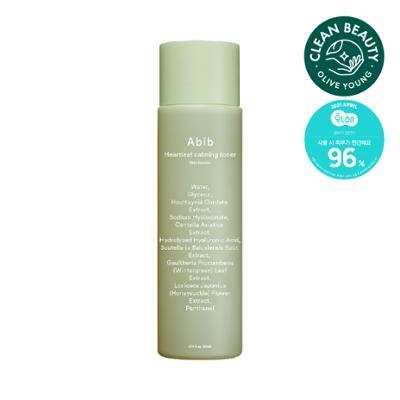 CLEAN BEAUTY
OLIVE YOUNG
2021 APRIL
96%
Abib
Heartleaf calming toner
Skin booster
Water,
Glycerin,
Houttuynia Cordata
Extract,
Sodium Hyaluronate,
Centella Asiatica
Extract,
Hydrolyzed Hyaluronic Acid,
Scutellaria Baicalensis Root
Extract,
Gaultheria Procumbens
(Wintergreen) Leaf
Extract,
Lonicera Japonica
(Honeysuckle) Flower
Extract,
Panthenol